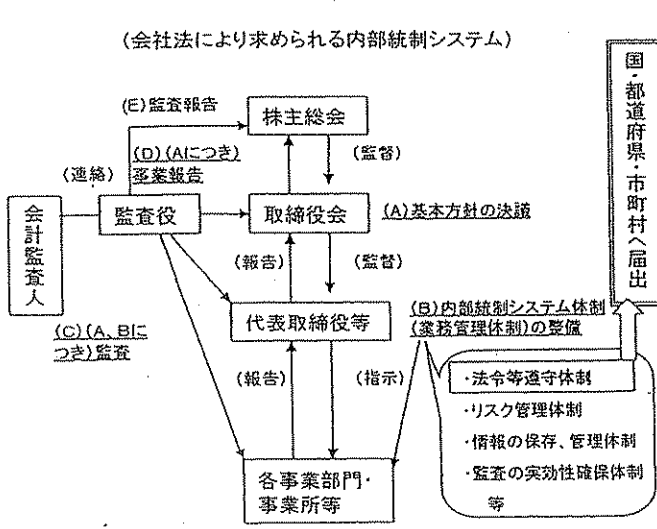 （会社法により求められる内部統制システム）
国・都道府県・市町村へ届出
(E)監査報告
株主総会
(D)(Aにつき)
事業報告
(監督)
(連絡)
会計監査人
監査役
取締役会
(A)基本方針の決議
(報告)
(監督)
代表取締役等
(B)内部統制システム体制
(業務管理体制)の整備
(C)(A、Bに
つき)監査
(報告)
(指示)
・法令等遵守体制
・リスク管理体制
・情報の保存、管理体制
・監査の実効性確保体制
等
各事業部門・
事業所等